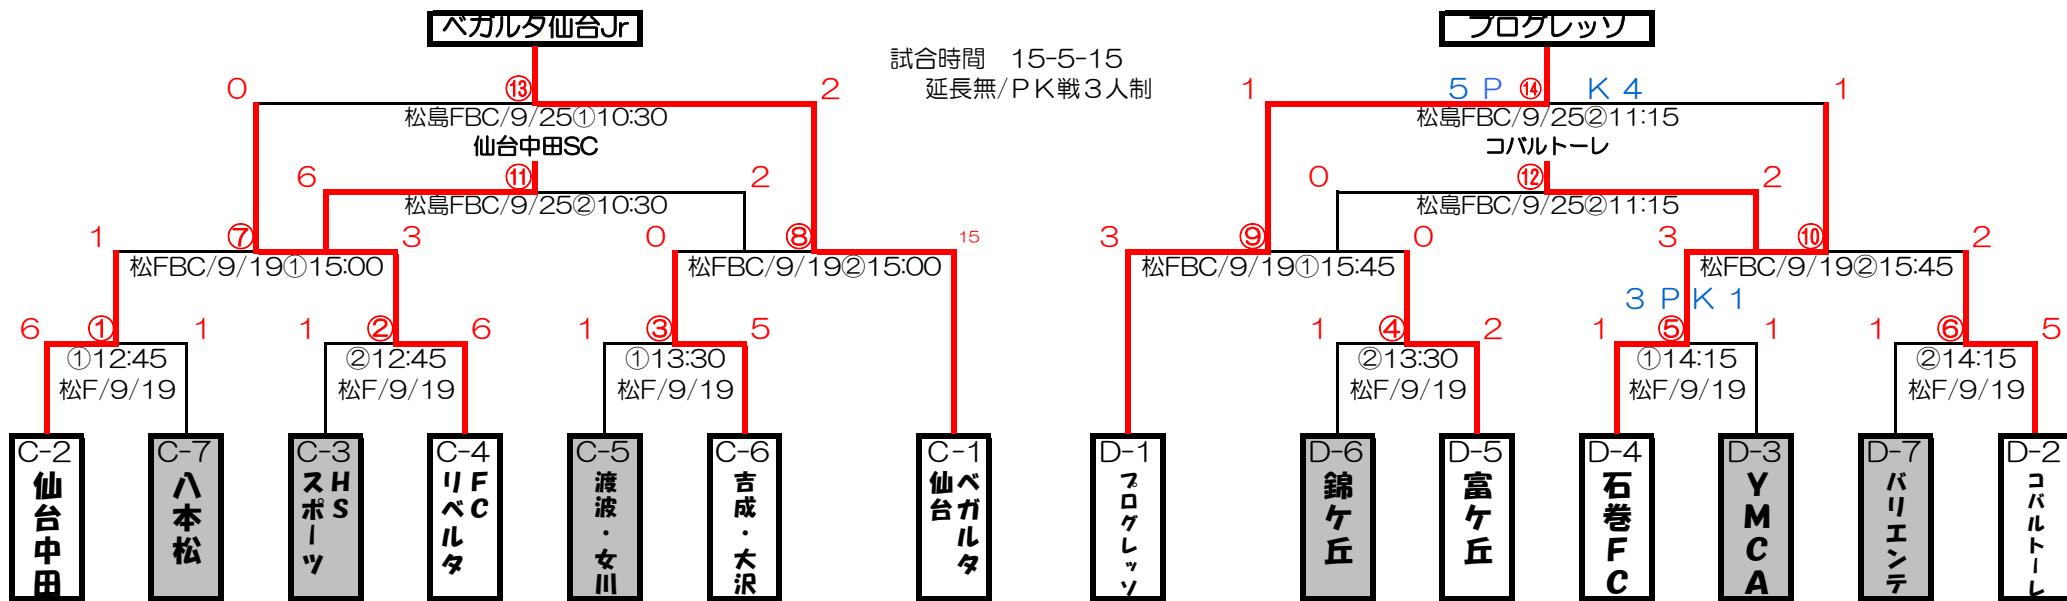 ベガルタ仙台Jr
プログレッソ
試合時間　15-5-15
延長無/PK戦3人制
0 ⑬ 2
1 5 P ⑭ K 4 1
松島FBC/9/25①10:30
松島FBC/9/25②11:15
仙台中田SC
コバルトーレ
6 ⑪ 2
0 ⑫ 2
松島FBC/9/25②10:30
松島FBC/9/25②11:15
1 ⑦ 3
0 ⑧ 15
3 ⑨ 0
3 ⑩ 2
松FBC/9/19①15:00
松FBC/9/19②15:00
松FBC/9/19①15:45
松FBC/9/19②15:45
3 P K 1
6 ① 1
1 ② 6
1 ③ 5
1 ④ 2
1 ⑤ 1
1 ⑥ 5
①12:45
松F/9/19
②12:45
松F/9/19
①13:30
松F/9/19
②13:30
松F/9/19
①14:15
松F/9/19
②14:15
松F/9/19
C-2
仙台中田
C-7
八本松
C-3
HS
スポーツ
C-4
FC
リベルタ
C-5
渡波・女川
C-6
吉成・大沢
C-1
ベガルタ
仙台
D-1
プログレッソ
D-6
錦ケ丘
D-5
富ケ丘
D-4
石巻FC
D-3
YMCA
D-7
バリエンテ
D-2
コバルトーレ